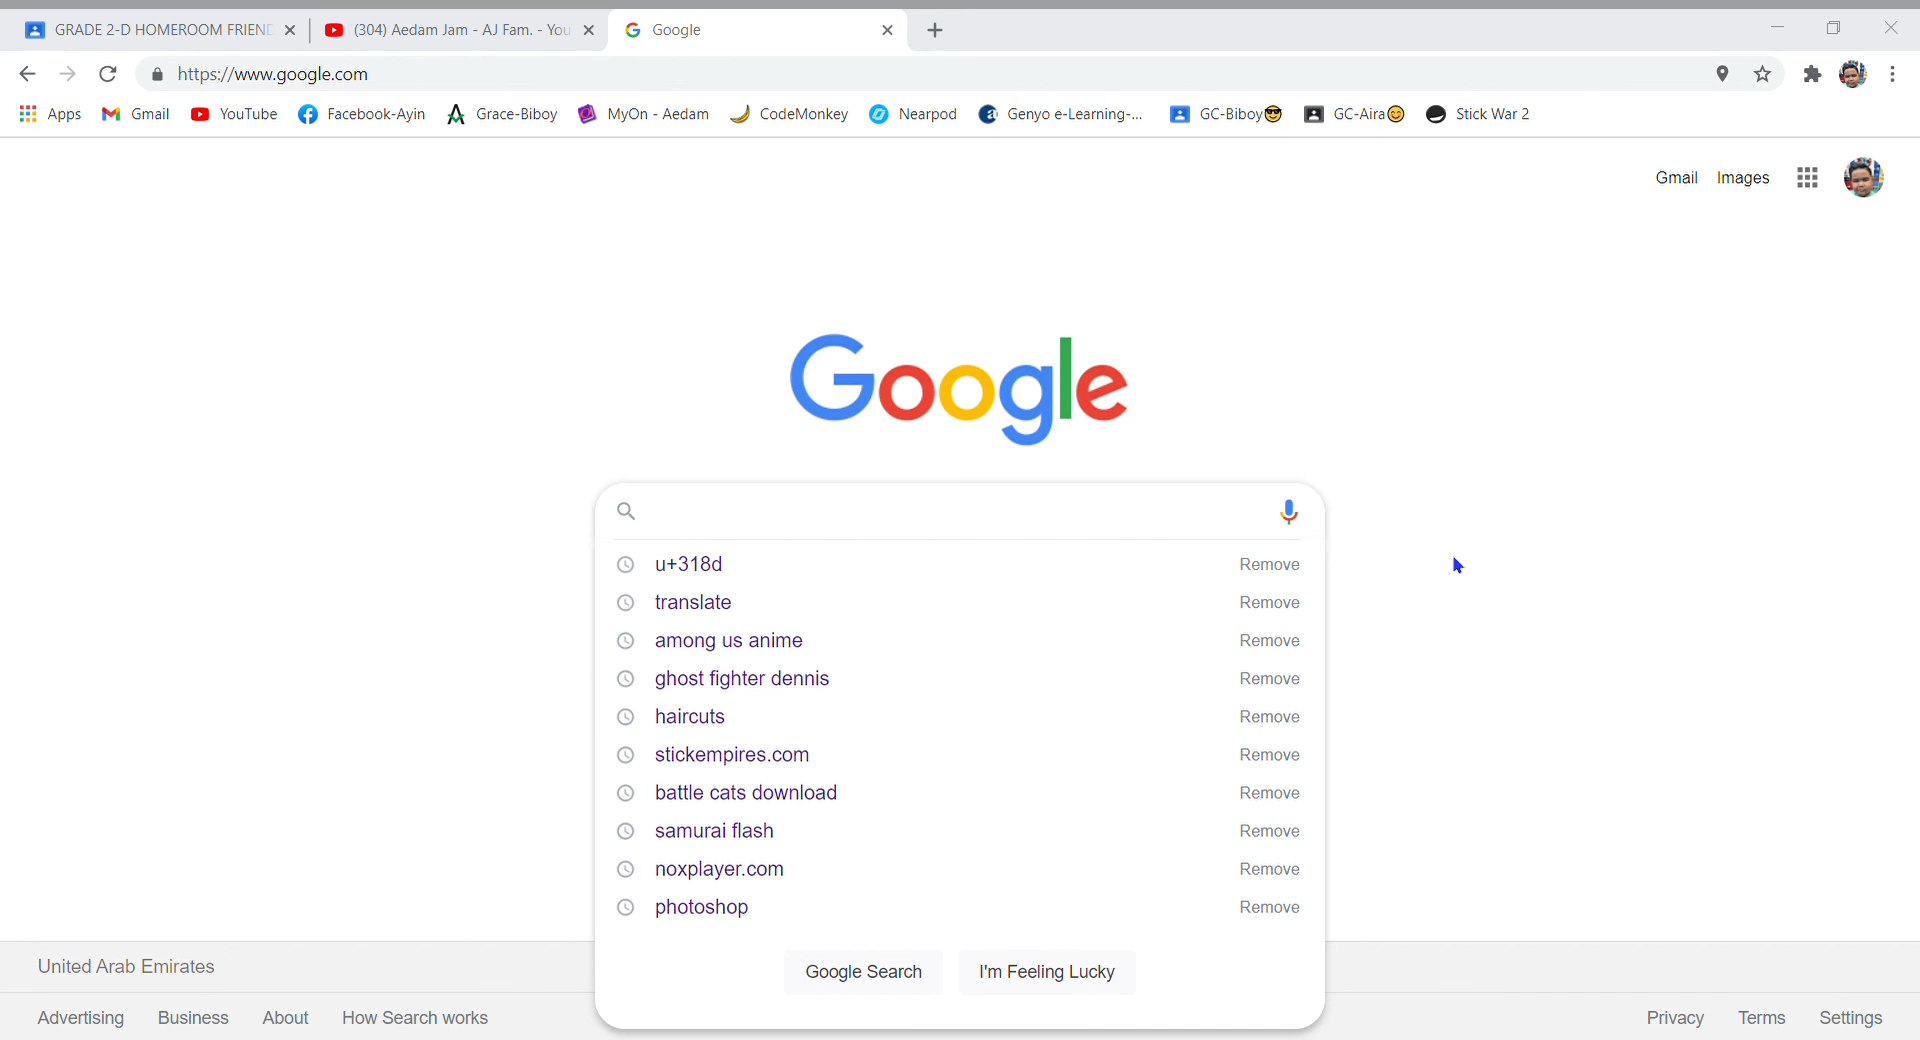 GRADE 2-D HOMEROOM FRIEND
(304) Aedam Jam - AJ Fam. - You
Google
https://www.google.com
Apps
Gmail
YouTube
Facebook-Ayin
Grace-Biboy
MyOn - Aedam
CodeMonkey
Nearpod
Genyo e-Learning-...
GC-Biboy😎
GC-Aira😊
Stick War 2
Gmail
Images
Google
u+318d
Remove
translate
Remove
among us anime
Remove
ghost fighter dennis
Remove
haircuts
Remove
stickempires.com
Remove
battle cats download
Remove
samurai flash
Remove
noxplayer.com
Remove
photoshop
Remove
Google Search
I'm Feeling Lucky
United Arab Emirates
Advertising
Business
About
How Search works
Privacy
Terms
Settings